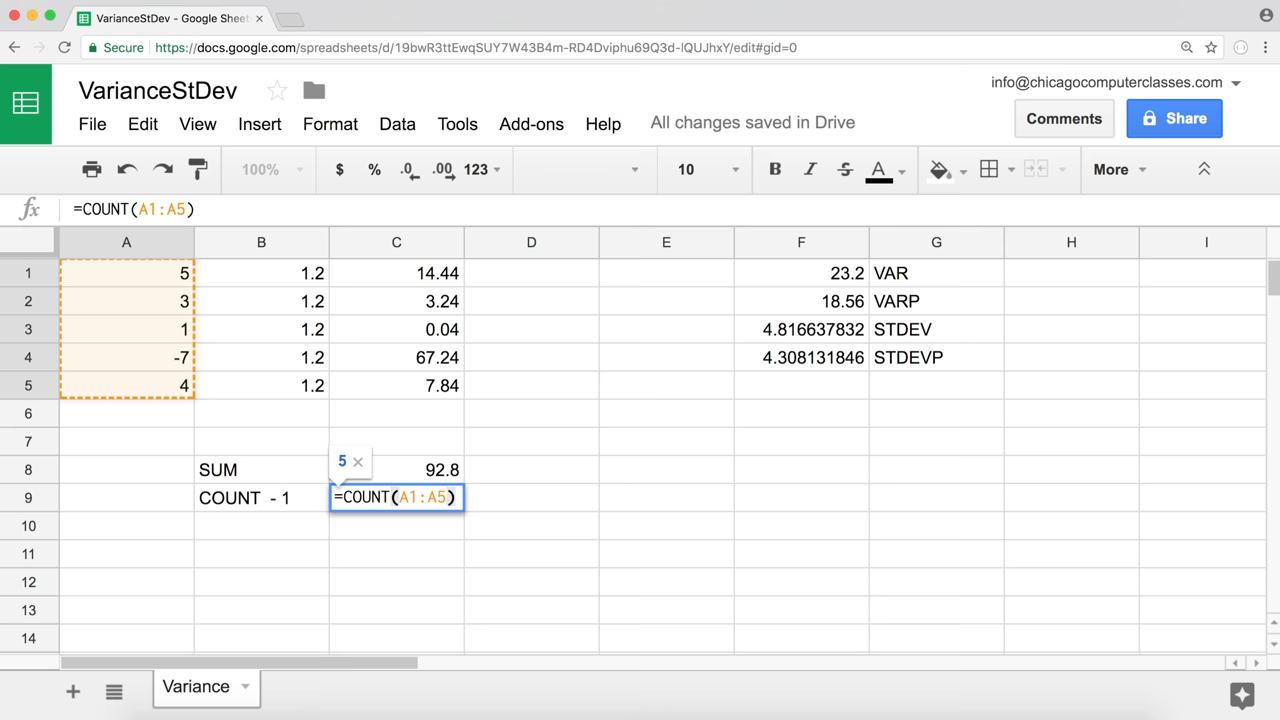 VarianceStDev - Google Sheet
Secure https://docs.google.com/spreadsheets/d/19bwR3ttEwqSUY7W43B4m-RD4Dviphu69Q3d-lQUJhxY/edit#gid=0
VarianceStDev
info@chicagocomputerclasses.com
File Edit View Insert Format Data Tools Add-ons Help All changes saved in Drive
Comments Share
100% $ % .0 .00 123 10 B I S A More
fx =COUNT(A1:A5)
A B C D E F G H I
1 5 1.2 14.44 23.2 VAR
2 3 1.2 3.24 18.56 VARP
3 1 1.2 0.04 4.816637832 STDEV
4 -7 1.2 67.24 4.308131846 STDEVP
5 4 1.2 7.84
6
7
5 ×
8 SUM 92.8
9 COUNT - 1 =COUNT(A1:A5)
10
11
12
13
14
Variance